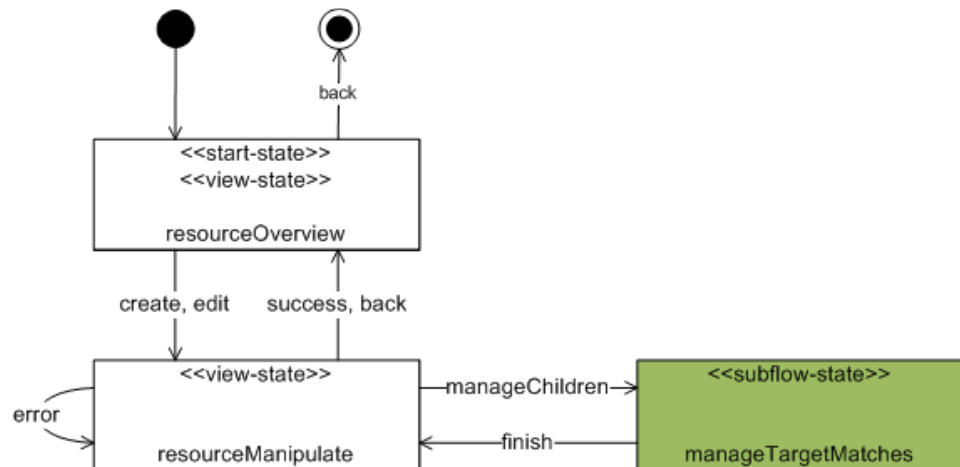 back
<<start-state>>
<<view-state>>
resourceOverview
create, edit
success, back
<<view-state>>
<<subflow-state>>
manageChildren
error
finish
resourceManipulate
manageTargetMatches